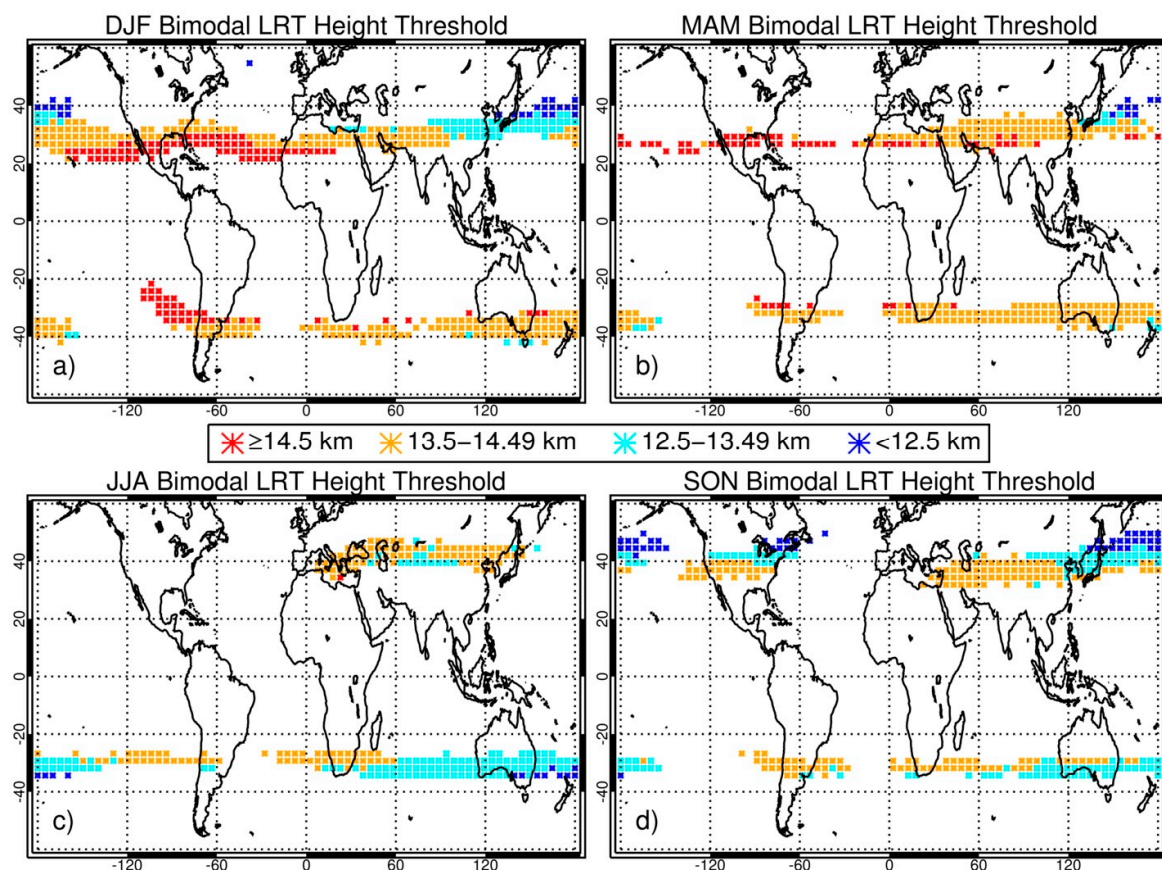 DJF Bimodal LRT Height Threshold
MAM Bimodal LRT Height Threshold
40
20
0
-20
-40
a)
-120 -60 0 60 120
40
20
0
-20
-40
b)
-120 -60 0 60 120
≥14.5 km 13.5–14.49 km 12.5–13.49 km <12.5 km
JJA Bimodal LRT Height Threshold
SON Bimodal LRT Height Threshold
40
20
0
-20
-40
c)
-120 -60 0 60 120
40
20
0
-20
-40
d)
-120 -60 0 60 120